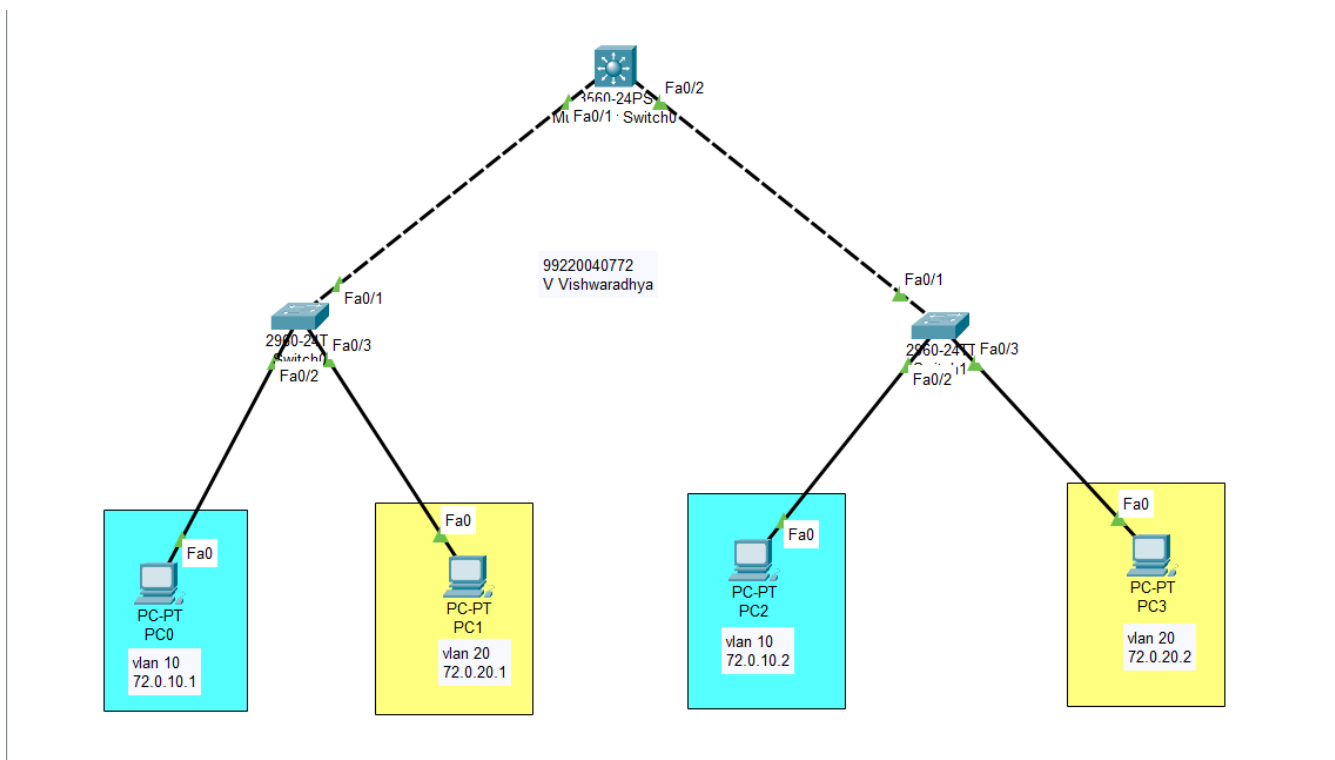 Fa0/2
3560-24PS
Fa0/1
Switch0
99220040772
V Vishwaradhya
Fa0/1
Fa0/1
Fa0/3
Fa0/2
2960-24TT
Fa0/3
Fa0/2
Fa0
PC-PT
PC0
vlan 10
72.0.10.1
Fa0
PC-PT
PC1
vlan 20
72.0.20.1
Fa0
PC-PT
PC2
vlan 10
72.0.10.2
Fa0
PC-PT
PC3
vlan 20
72.0.20.2